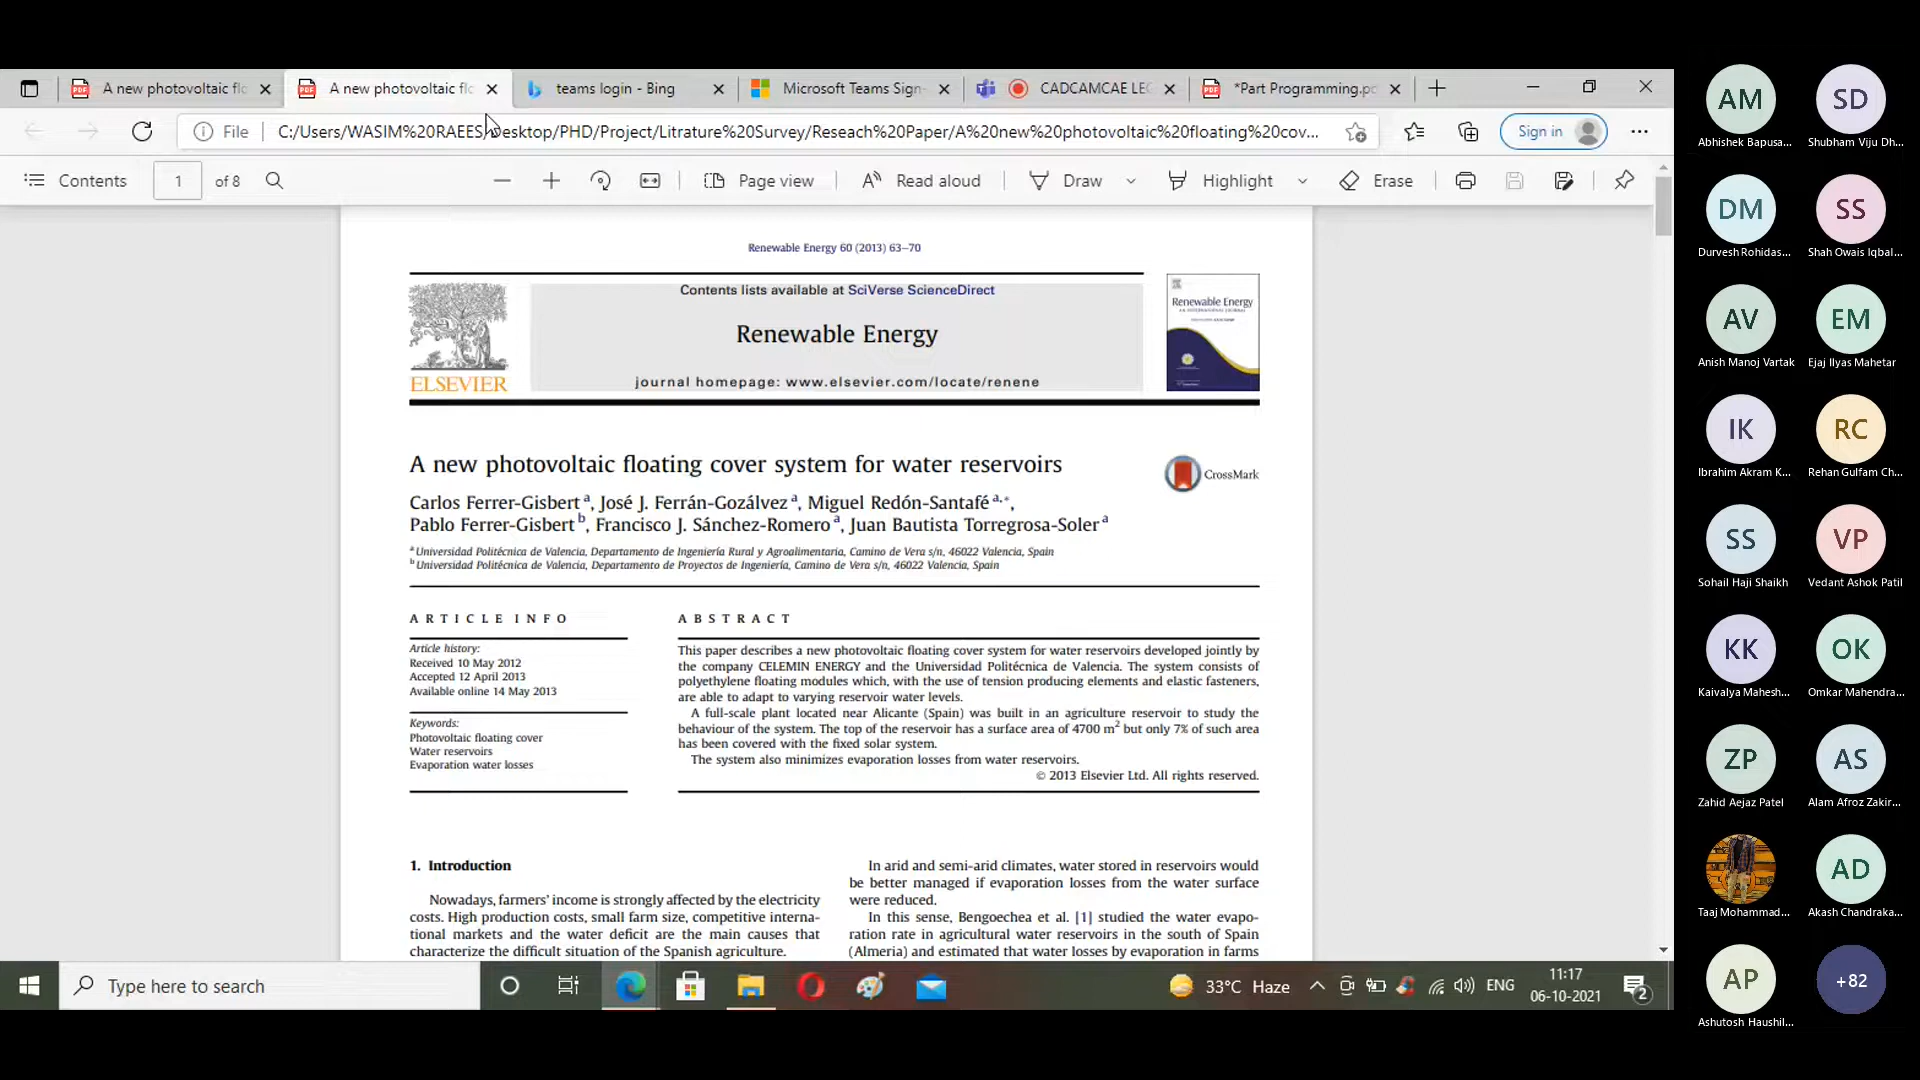 A new photovoltaic flo
A new photovoltaic flo
teams login - Bing
Microsoft Teams Sign-
CADCAMCAE LEC
*Part Programming.p
File
C:/Users/WASIM%20RAEES/Desktop/PHD/Project/Litrature%20Survey/Reseach%20Paper/A%20new%20photovoltaic%20floating%20cov...
Sign in
Contents
1
of 8
Page view
Read aloud
Draw
Highlight
Erase
Renewable Energy 60 (2013) 63–70
Contents lists available at SciVerse ScienceDirect
Renewable Energy
journal homepage: www.elsevier.com/locate/renene
ELSEVIER
Renewable Energy
A new photovoltaic floating cover system for water reservoirs
CrossMark
Carlos Ferrer-Gisbert a, José J. Ferrán-Gozálvez a, Miguel Redón-Santafé a,*,
Pablo Ferrer-Gisbert b, Francisco J. Sánchez-Romero a, Juan Bautista Torregrosa-Soler a
a Universidad Politécnica de Valencia, Departamento de Ingeniería Rural y Agroalimentaria, Camino de Vera s/n, 46022 Valencia, Spain
b Universidad Politécnica de Valencia, Departamento de Proyectos de Ingeniería, Camino de Vera s/n, 46022 Valencia, Spain
ARTICLE INFO
Article history:
Received 10 May 2012
Accepted 12 April 2013
Available online 14 May 2013
Keywords:
Photovoltaic floating cover
Water reservoirs
Evaporation water losses
ABSTRACT
This paper describes a new photovoltaic floating cover system for water reservoirs developed jointly by
the company CELEMIN ENERGY and the Universidad Politécnica de Valencia. The system consists of
polyethylene floating modules which, with the use of tension producing elements and elastic fasteners,
are able to adapt to varying reservoir water levels.
A full-scale plant located near Alicante (Spain) was built in an agriculture reservoir to study the
behaviour of the system. The top of the reservoir has a surface area of 4700 m2 but only 7% of such area
has been covered with the fixed solar system.
The system also minimizes evaporation losses from water reservoirs.
© 2013 Elsevier Ltd. All rights reserved.
1. Introduction
Nowadays, farmers' income is strongly affected by the electricity
costs. High production costs, small farm size, competitive interna-
tional markets and the water deficit are the main causes that
characterize the difficult situation of the Spanish agriculture.
In arid and semi-arid climates, water stored in reservoirs would
be better managed if evaporation losses from the water surface
were reduced.
In this sense, Bengoechea et al. [1] studied the water evapo-
ration rate in agricultural water reservoirs in the south of Spain
(Almeria) and estimated that water losses by evaporation in farms
Type here to search
33°C Haze
ENG
11:17
06-10-2021
2
AM
Abhishek Bapusa...
SD
Shubham Viju Dh...
DM
Durvesh Rohidas...
SS
Shah Owais Iqbal...
AV
Anish Manoj Vartak
EM
Ejaj Ilyas Mahetar
IK
Ibrahim Akram K...
RC
Rehan Gulfam Ch...
SS
Sohail Haji Shaikh
VP
Vedant Ashok Patil
KK
Kaivalya Mahesh...
OK
Omkar Mahendra...
ZP
Zahid Aejaz Patel
AS
Alam Afroz Zakir...
Taaj Mohammad...
AD
Akash Chandraka...
AP
Ashutosh Haushil...
+82